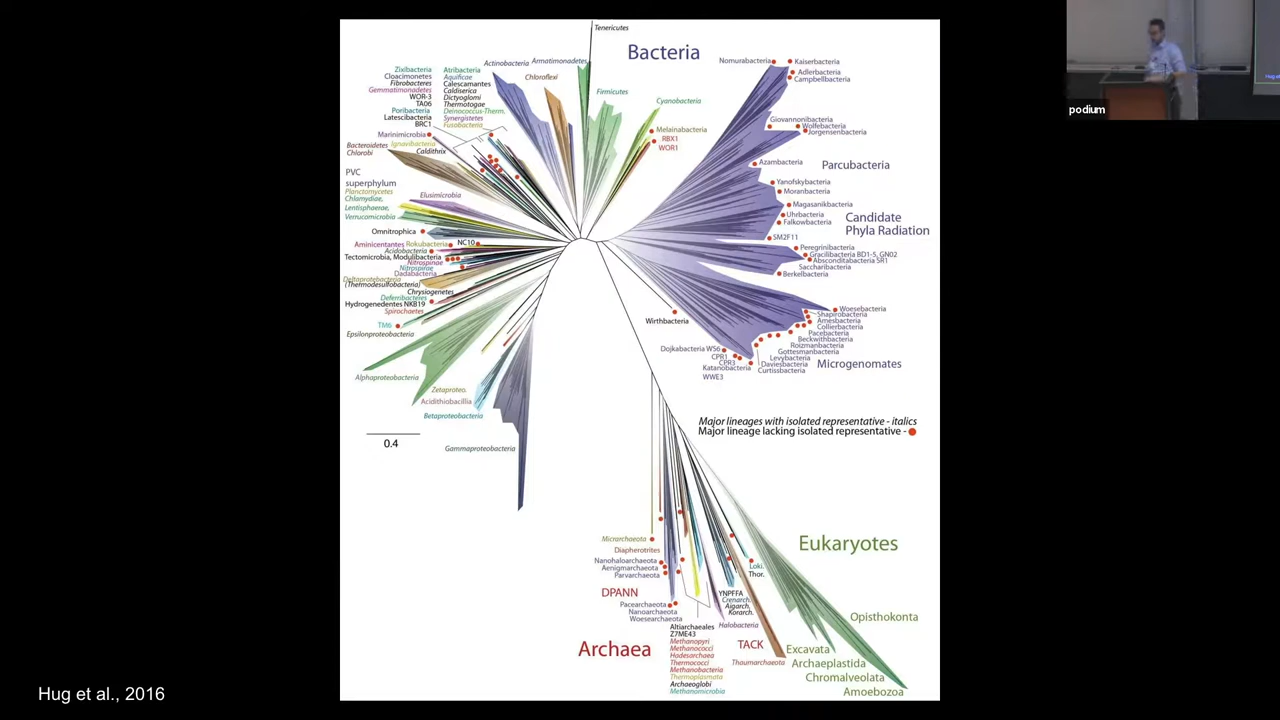 Tenericutes
Bacteria
Zixibacteria
Cloacimonetes
Fibrobacteres
Gemmatimonadetes
WOR-3
TA06
Poribacteria
Latescibacteria
BRC1
Atribacteria
Aquificae
Calescamantes
Caldiserica
Dictyoglomi
Thermotogae
Deinococcus-Therm.
Synergistetes
Fusobacteria
Actinobacteria
Armatimonadetes
Chloroflexi
Firmicutes
Cyanobacteria
Melainabacteria
RBX1
WOR1
Nomurabacteria
Kaiserbacteria
Adlerbacteria
Campbellbacteria
Giovannonibacteria
Wolfebacteria
Jorgensenbacteria
Azambacteria
Parcubacteria
Yanofskybacteria
Moranbacteria
Magasanikbacteria
Uhrbacteria
Falkowbacteria
Candidate
Phyla Radiation
SM2F11
Peregrinibacteria
Gracilibacteria BD1-5, GN02
Absconditabacteria SR1
Saccharibacteria
Berkelbacteria
Marinimicrobia
Ignavibacteria
Caldithrix
Bacteroidetes
Chlorobi
PVC
superphylum
Planctomycetes
Chlamydiae,
Lentisphaerae,
Verrucomicrobia
Elusimicrobia
Omnitrophica
Aminicentantes
Rokubacteria
NC10
Acidobacteria
Tectomicrobia, Modulibacteria
Nitrospinae
Nitrospirae
Dadabacteria
Deltaprotebacteria
(Thermodesulfobacteria)
Chrysiogenetes
Deferribacteres
Hydrogenedentes NKB19
Spirochaetes
TM6
Epsilonproteobacteria
Alphaproteobacteria
Zetaproteo.
Acidithiobacillia
Betaproteobacteria
Gammaproteobacteria
0.4
Wirthbacteria
Woesebacteria
Shapirobacteria
Amesbacteria
Collierbacteria
Pacebacteria
Beckwithbacteria
Roizmanbacteria
Gottesmanbacteria
Levybacteria
Daviesbacteria
Curtissbacteria
Microgenomates
Dojkabacteria WS6
CPR1
CPR3
Katanobacteria
WWE3
Major lineages with isolated representative - italics
Major lineage lacking isolated representative -
Micrarchaeota
Diapherotrites
Nanohaloarchaeota
Aenigmarchaeota
Parvarchaeota
DPANN
Pacearchaeota
Nanoarchaeota
Woesearchaeota
Archaea
Altiarchaeales
Z7ME43
Methanopyri
Methanococci
Hadesarchaea
Thermococci
Methanobacteria
Thermoplasmata
Archaeoglobi
Methanomicrobia
Halobacteria
YNPFFA
Crenarch.
Aigarch.
Korarch.
Loki.
Thor.
TACK
Thaumarchaeota
Eukaryotes
Opisthokonta
Excavata
Archaeplastida
Chromalveolata
Amoebozoa
Hug et al., 2016
podium